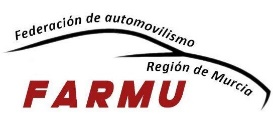 Federación de automovilismo
Región de Murcia
FARMU